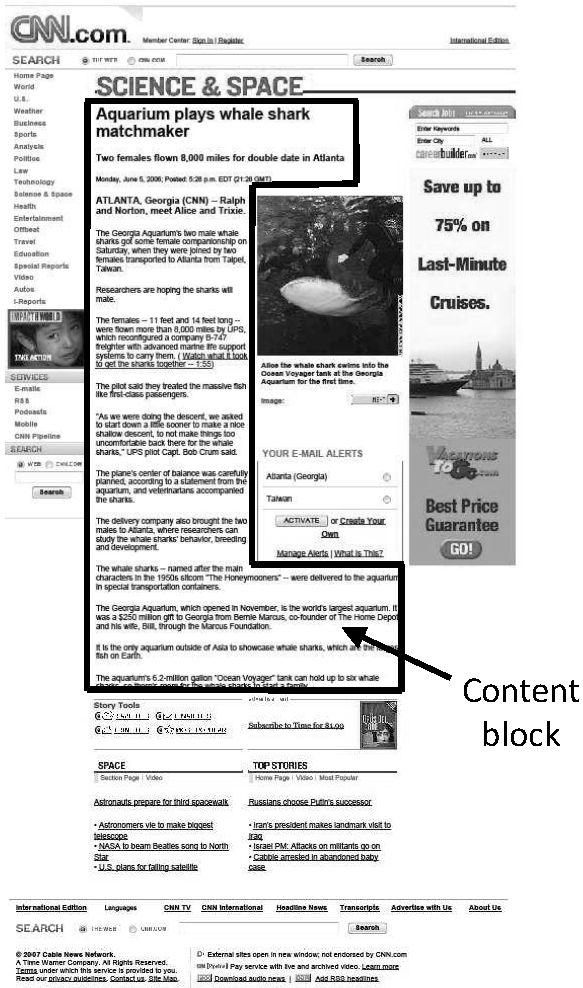 CNN.com.
Member Center: Sign In | Register
International Edition
SEARCH
THE WEB
CNN.COM
Search
Home Page
World
U.S.
Weather
Business
Sports
Analysis
Politics
Law
Technology
Science & Space
Health
Entertainment
Offbeat
Travel
Education
Special Reports
Video
Autos
I-Reports
IMPACT WORLD
TAKE ACTION
SERVICES
E-mails
RSS
Podcasts
Mobile
CNN Pipeline
SEARCH
WEB
CNN.COM
Search
SCIENCE & SPACE
Aquarium plays whale shark
matchmaker
Two females flown 8,000 miles for double date in Atlanta
Monday, June 5, 2006; Posted: 5:28 p.m. EDT (21:28 GMT)
ATLANTA, Georgia (CNN) -- Ralph
and Norton, meet Alice and Trixie.
The Georgia Aquarium's two male whale
sharks got some female companionship on
Saturday, when they were joined by two
females transported to Atlanta from Taipei,
Taiwan.
Researchers are hoping the sharks will
mate.
The females -- 11 feet and 14 feet long --
were flown more than 8,000 miles by UPS,
which reconfigured a company B-747
freighter with advanced marine life support
systems to carry them. ( Watch what it took
to get the sharks together -- 1:55)
The pilot said they treated the massive fish
like first-class passengers.
"As we were doing the descent, we asked
to start down a little sooner to make a nice
shallow descent, to not make things too
uncomfortable back there for the whale
sharks," UPS pilot Capt. Bob Crum said.
The plane's center of balance was carefully
planned, according to a statement from the
aquarium, and veterinarians accompanied
the sharks.
The delivery company also brought the two
males to Atlanta, where researchers can
study the whale sharks' behavior, breeding
and development.
The whale sharks -- named after the main
characters in the 1950s sitcom "The Honeymooners" -- were delivered to the aquarium
in special transportation containers.
The Georgia Aquarium, which opened in November, is the world's largest aquarium. It
was a $250 million gift to Georgia from Bernie Marcus, co-founder of The Home Depot
and his wife, Billi, through the Marcus Foundation.
It is the only aquarium outside of Asia to showcase whale sharks, which are the largest
fish on Earth.
The aquarium's 6.2-million gallon "Ocean Voyager" tank can hold up to six whale
sharks, so there's room for the whale sharks to start a family.
Alice the whale shark swims into the
Ocean Voyager tank at the Georgia
Aquarium for the first time.
Image:
YOUR E-MAIL ALERTS
Atlanta (Georgia)
Taiwan
ACTIVATE or Create Your
Own
Manage Alerts | What Is This?
Search Jobs
Enter Keywords
Enter City
ALL
careerbuilder
Save up to
75% on
Last-Minute
Cruises.
VACATIONS
TO GO.com
Best Price
Guarantee
GO!
Content
block
Story Tools
advertisement
Subscribe to Time for $1.99
SPACE
Section Page | Video
Astronauts prepare for third spacewalk
• Astronomers vie to make biggest
telescope
• NASA to beam Beatles song to North
Star
• U.S. plans for falling satellite
TOP STORIES
Home Page | Video | Most Popular
Russians choose Putin's successor
• Iran's president makes landmark visit to
Iraq
• Israel PM: Attacks on militants go on
• Cabbie arrested in abandoned baby
case
International Edition
Languages
CNN TV
CNN International
Headline News
Transcripts
Advertise with Us
About Us
SEARCH
THE WEB
CNN.COM
Search
© 2007 Cable News Network.
A Time Warner Company. All Rights Reserved.
Terms under which this service is provided to you.
Read our privacy guidelines. Contact us. Site Map.
External sites open in new window; not endorsed by CNN.com
Pay service with live and archived video. Learn more
Download audio news | Add RSS headlines